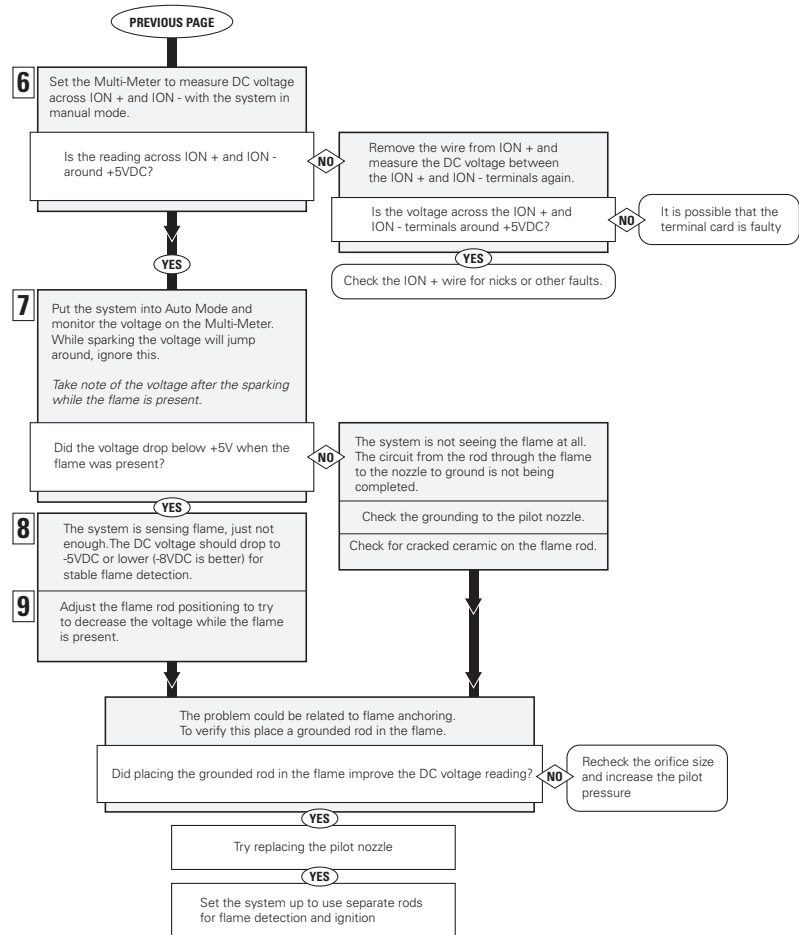 PREVIOUS PAGE
6
Set the Multi-Meter to measure DC voltage
across ION + and ION - with the system in
manual mode.
Is the reading across ION + and ION -
around +5VDC?
NO
Remove the wire from ION + and
measure the DC voltage between
the ION + and ION - terminals again.
Is the voltage across the ION + and
ION - terminals around +5VDC?
NO
It is possible that the
terminal card is faulty
YES
Check the ION + wire for nicks or other faults.
YES
7
Put the system into Auto Mode and
monitor the voltage on the Multi-Meter.
While sparking the voltage will jump
around, ignore this.
Take note of the voltage after the sparking
while the flame is present.
Did the voltage drop below +5V when the
flame was present?
NO
The system is not seeing the flame at all.
The circuit from the rod through the flame
to the nozzle to ground is not being
completed.
Check the grounding to the pilot nozzle.
Check for cracked ceramic on the flame rod.
YES
8
The system is sensing flame, just not
enough.The DC voltage should drop to
-5VDC or lower (-8VDC is better) for
stable flame detection.
9
Adjust the flame rod positioning to try
to decrease the voltage while the flame
is present.
The problem could be related to flame anchoring.
To verify this place a grounded rod in the flame.
Did placing the grounded rod in the flame improve the DC voltage reading?
NO
Recheck the orifice size
and increase the pilot
pressure
YES
Try replacing the pilot nozzle
YES
Set the system up to use separate rods
for flame detection and ignition